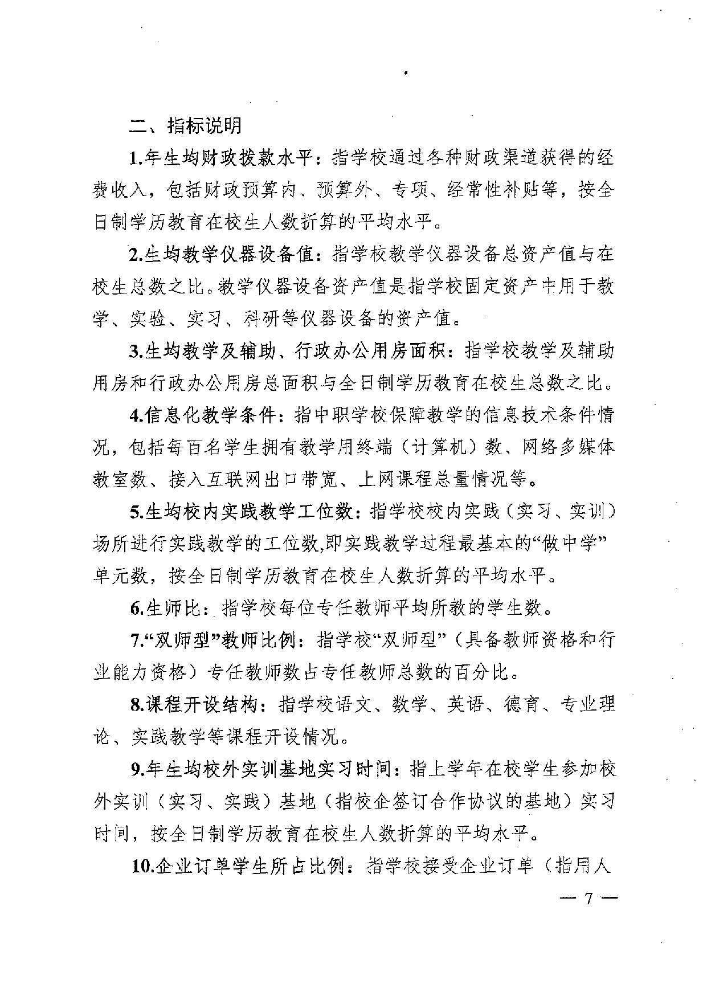 二、指标说明
1.年生均财政拨款水平：指学校通过各种财政渠道获得的经
费收入，包括财政预算内、预算外、专项、经常性补贴等，按全
日制学历教育在校生人数折算的平均水平。
2.生均教学仪器设备值：指学校教学仪器设备总资产值与在
校生总数之比。教学仪器设备资产值是指学校固定资产中用于教
学、实验、实习、科研等仪器设备的资产值。
3.生均教学及辅助、行政办公用房面积：指学校教学及辅助
用房和行政办公用房总面积与全日制学历教育在校生总数之比。
4.信息化教学条件：指中职学校保障教学的信息技术条件情
况，包括每百名学生拥有教学用终端（计算机）数、网络多媒体
教室数、接入互联网出口带宽、上网课程总量情况等。
5.生均校内实践教学工位数：指学校校内实践（实习、实训）
场所进行实践教学的工位数,即实践教学过程最基本的“做中学”
单元数，按全日制学历教育在校生人数折算的平均水平。
6.生师比：指学校每位专任教师平均所教的学生数。
7.“双师型”教师比例：指学校“双师型”（具备教师资格和行
业能力资格）专任教师数占专任教师总数的百分比。
8.课程开设结构：指学校语文、数学、英语、德育、专业理
论、实践教学等课程开设情况。
9.年生均校外实训基地实习时间：指上学年在校学生参加校
外实训（实习、实践）基地（指校企签订合作协议的基地）实习
时间，按全日制学历教育在校生人数折算的平均水平。
10.企业订单学生所占比例：指学校接受企业订单（指用人
— 7 —